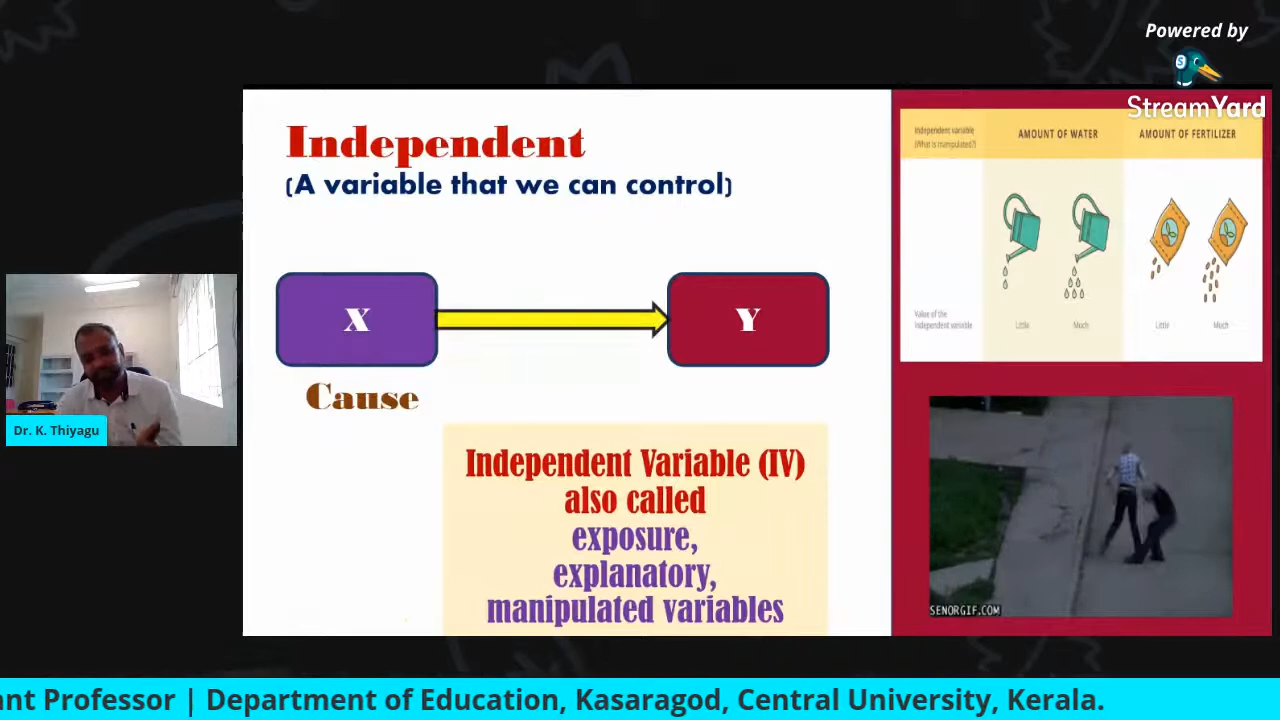 Powered by
StreamYard
Independent
(A variable that we can control)
X
Y
Cause
Independent Variable (IV)
also called
exposure,
explanatory,
manipulated variables
Independent variable
(What is manipulated?)
AMOUNT OF WATER
AMOUNT OF FERTILIZER
Value of the
independent variable
Little
Much
Little
Much
SENORGIF.COM
Dr. K. Thiyagu
ant Professor | Department of Education, Kasaragod, Central University, Kerala.